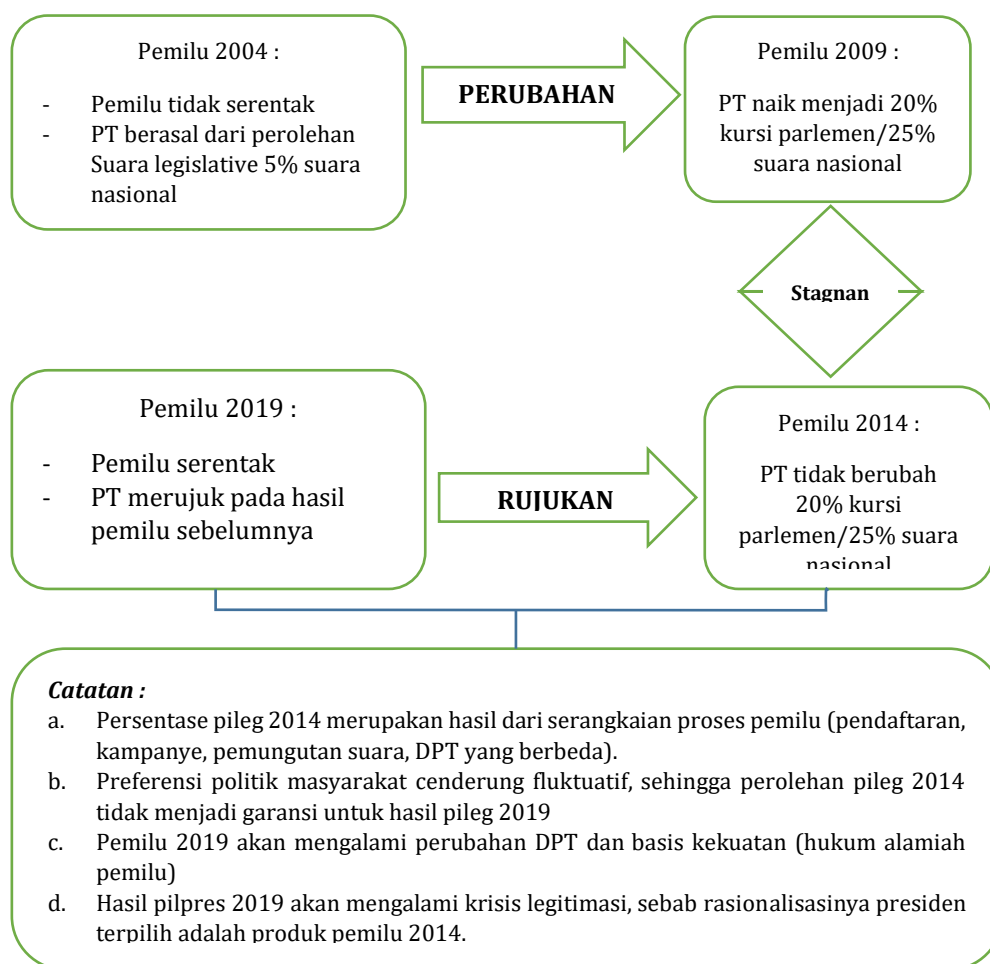 Pemilu 2004 :
- Pemilu tidak serentak
- PT berasal dari perolehan
Suara legislative 5% suara
nasional
PERUBAHAN
Pemilu 2009 :
PT naik menjadi 20%
kursi parlemen/25%
suara nasional
Stagnan
Pemilu 2019 :
- Pemilu serentak
- PT merujuk pada hasil
pemilu sebelumnya
RUJUKAN
Pemilu 2014 :
PT tidak berubah
20% kursi
parlemen/25% suara
nasional
Catatan :
a. Persentase pileg 2014 merupakan hasil dari serangkaian proses pemilu (pendaftaran,
kampanye, pemungutan suara, DPT yang berbeda).
b. Preferensi politik masyarakat cenderung fluktuatif, sehingga perolehan pileg 2014
tidak menjadi garansi untuk hasil pileg 2019
c. Pemilu 2019 akan mengalami perubahan DPT dan basis kekuatan (hukum alamiah
pemilu)
d. Hasil pilpres 2019 akan mengalami krisis legitimasi, sebab rasionalisasinya presiden
terpilih adalah produk pemilu 2014.